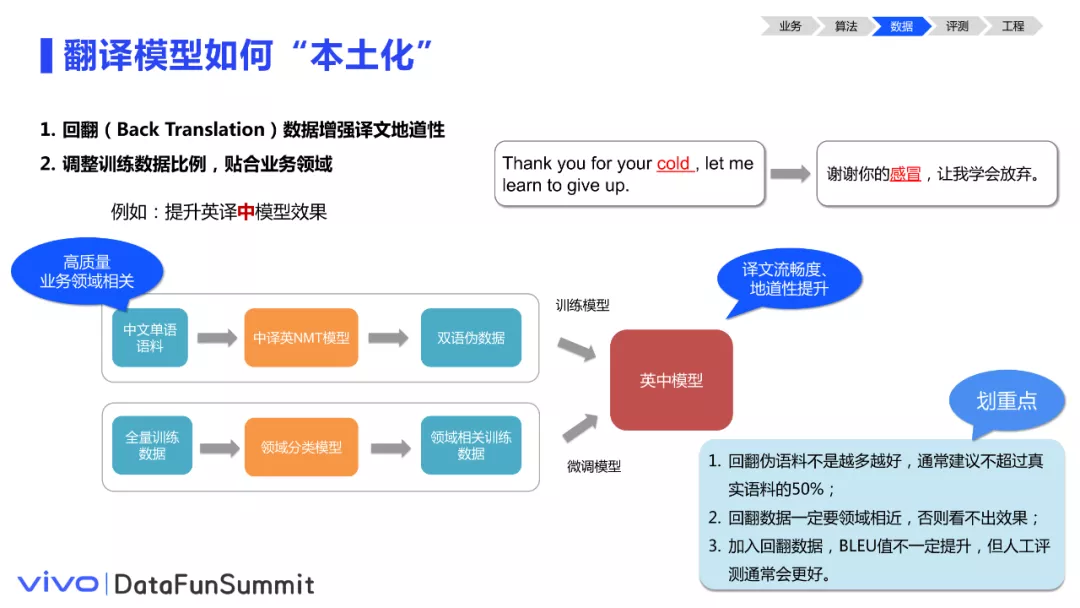 业务 算法 数据 评测 工程
翻译模型如何“本土化”
1. 回翻（Back Translation）数据增强译文地道性
2. 调整训练数据比例，贴合业务领域
例如：提升英译中模型效果
Thank you for your cold , let me
learn to give up.
谢谢你的感冒，让我学会放弃。
高质量
业务领域相关
中文单语
语料
中译英NMT模型
双语伪数据
训练模型
译文流畅度、
地道性提升
英中模型
全量训练
数据
领域分类模型
领域相关训练
数据
微调模型
划重点
1. 回翻伪语料不是越多越好，通常建议不超过真
实语料的50%；
2. 回翻数据一定要领域相近，否则看不出效果；
3. 加入回翻数据，BLEU值不一定提升，但人工评
测通常会更好。
vivo DataFunSummit